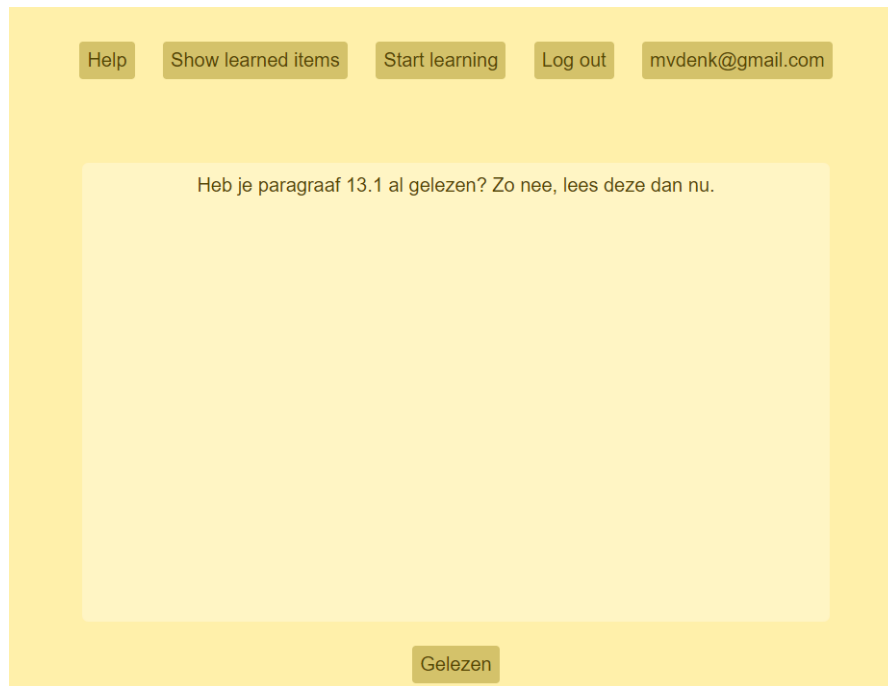 Help Show learned items Start learning Log out mvdenk@gmail.com
Heb je paragraaf 13.1 al gelezen? Zo nee, lees deze dan nu.
Gelezen